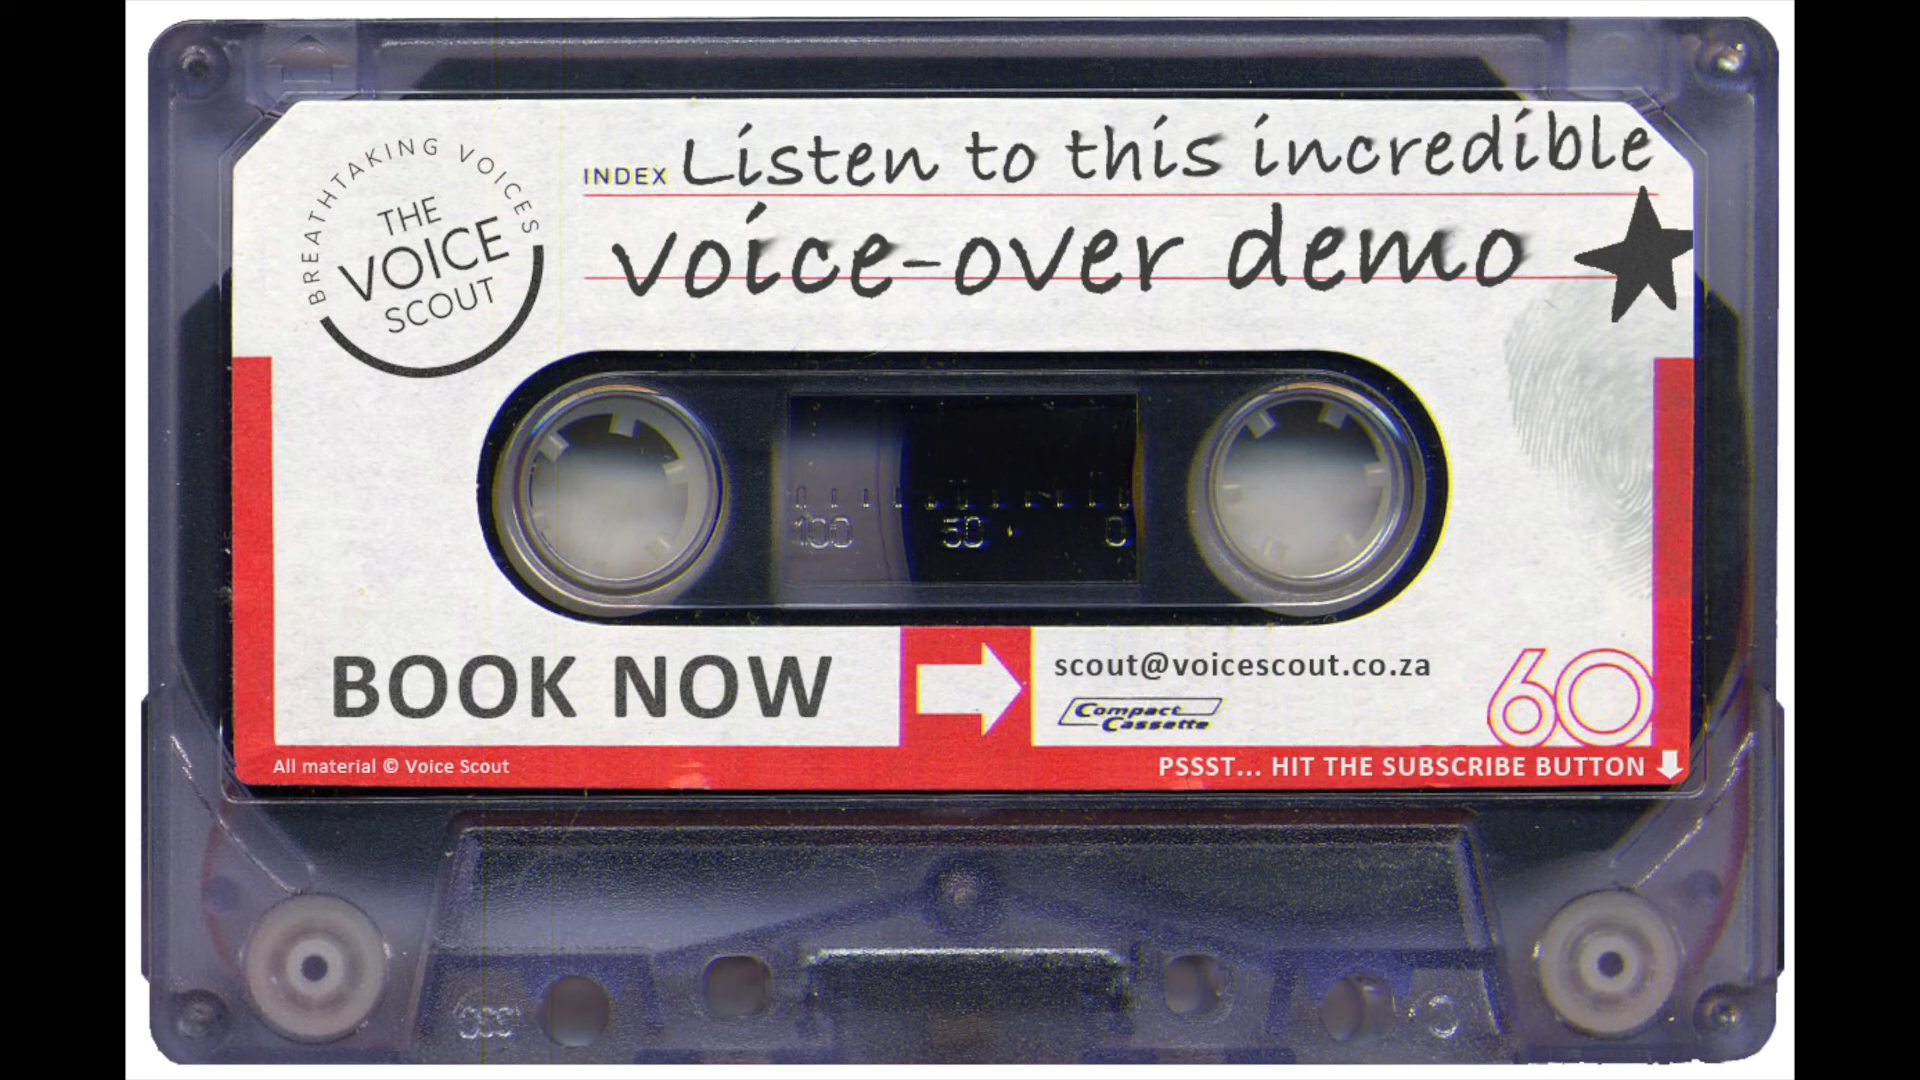 BREATHTAKING VOICES
THE
VOICE
SCOUT
INDEX Listen to this incredible
voice-over demo
100 50 0
BOOK NOW
scout@voicescout.co.za
Compact
Cassette
60
All material © Voice Scout
PSSST... HIT THE SUBSCRIBE BUTTON